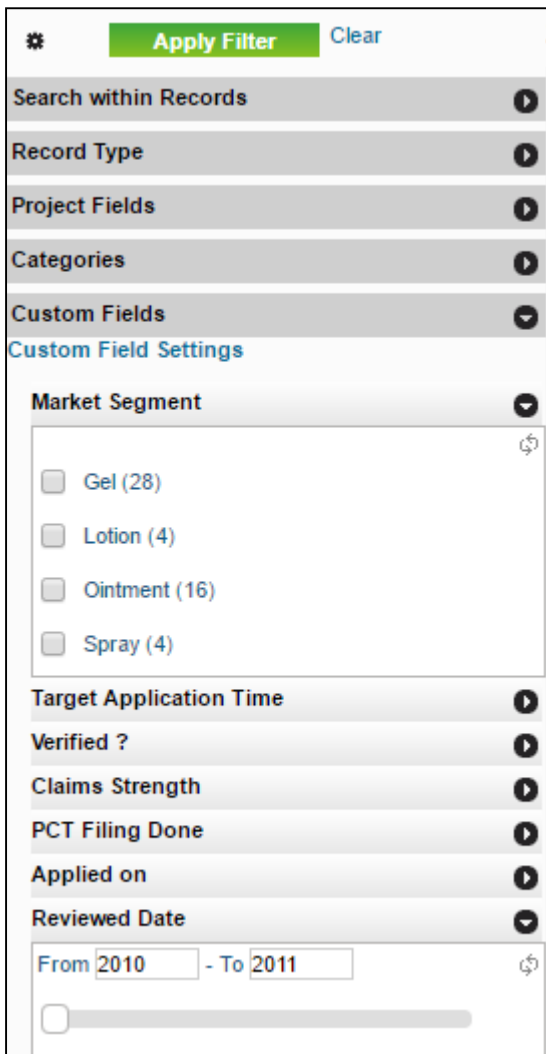 Apply Filter Clear
Search within Records
Record Type
Project Fields
Categories
Custom Fields
Custom Field Settings
Market Segment
Gel (28)
Lotion (4)
Ointment (16)
Spray (4)
Target Application Time
Verified ?
Claims Strength
PCT Filing Done
Applied on
Reviewed Date
From 2010 - To 2011